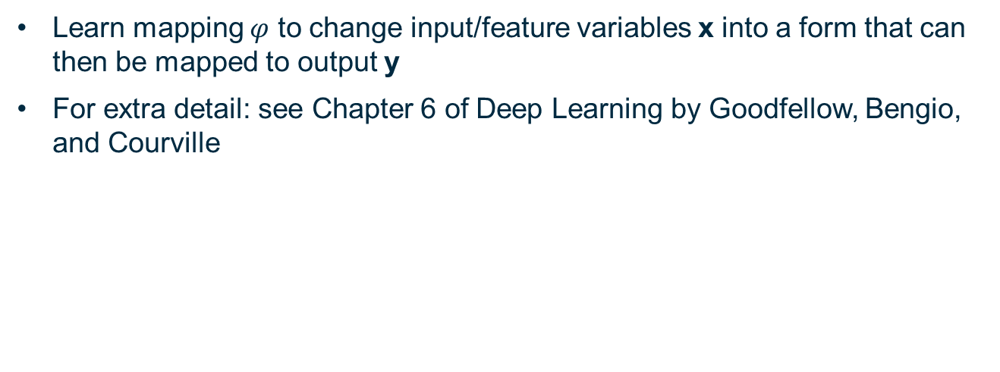 • Learn mapping φ to change input/feature variables x into a form that can
then be mapped to output y
• For extra detail: see Chapter 6 of Deep Learning by Goodfellow, Bengio,
and Courville